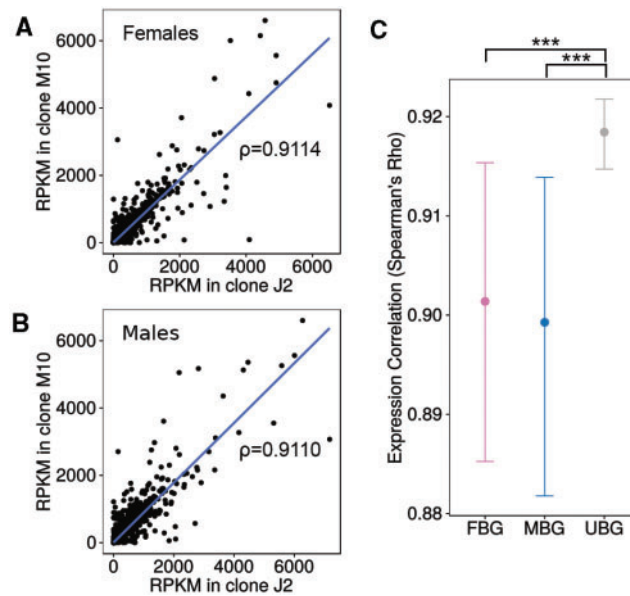 A
Females
RPKM in clone M10
6000
4000
2000
0
ρ=0.9114
0 2000 4000 6000
RPKM in clone J2
B
Males
RPKM in clone M10
6000
4000
2000
0
ρ=0.9110
0 2000 4000 6000
RPKM in clone J2
C
***
***
Expression Correlation (Spearman's Rho)
0.92
0.91
0.90
0.89
0.88
FBG MBG UBG